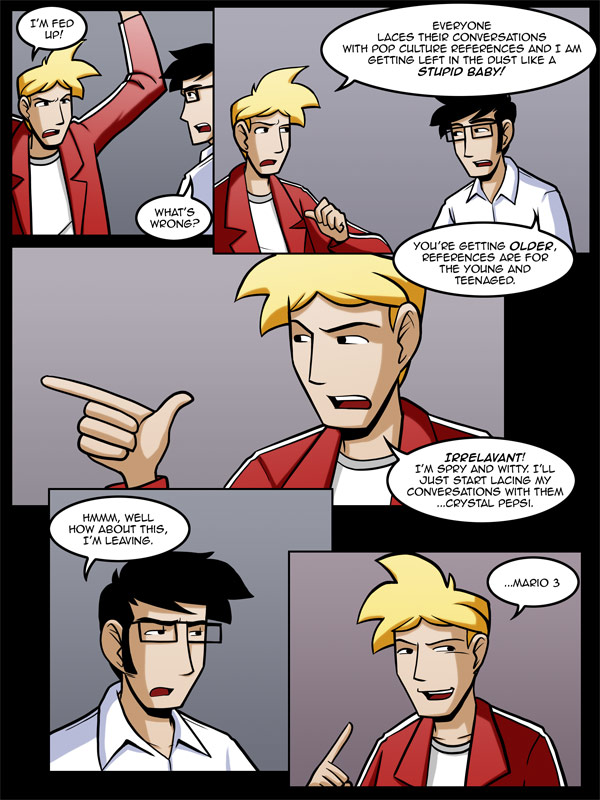 I'M FED
UP!
WHAT'S
WRONG?
EVERYONE
LACES THEIR CONVERSATIONS
WITH POP CULTURE REFERENCES AND I AM
GETTING LEFT IN THE DUST LIKE A
STUPID BABY!
YOU'RE GETTING OLDER,
REFERENCES ARE FOR
THE YOUNG AND
TEENAGED.
IRRELAVANT!
I'M SPRY AND WITTY. I'LL
JUST START LACING MY
CONVERSATIONS WITH THEM
...CRYSTAL PEPSI.
HMMM, WELL
HOW ABOUT THIS,
I'M LEAVING.
...MARIO 3